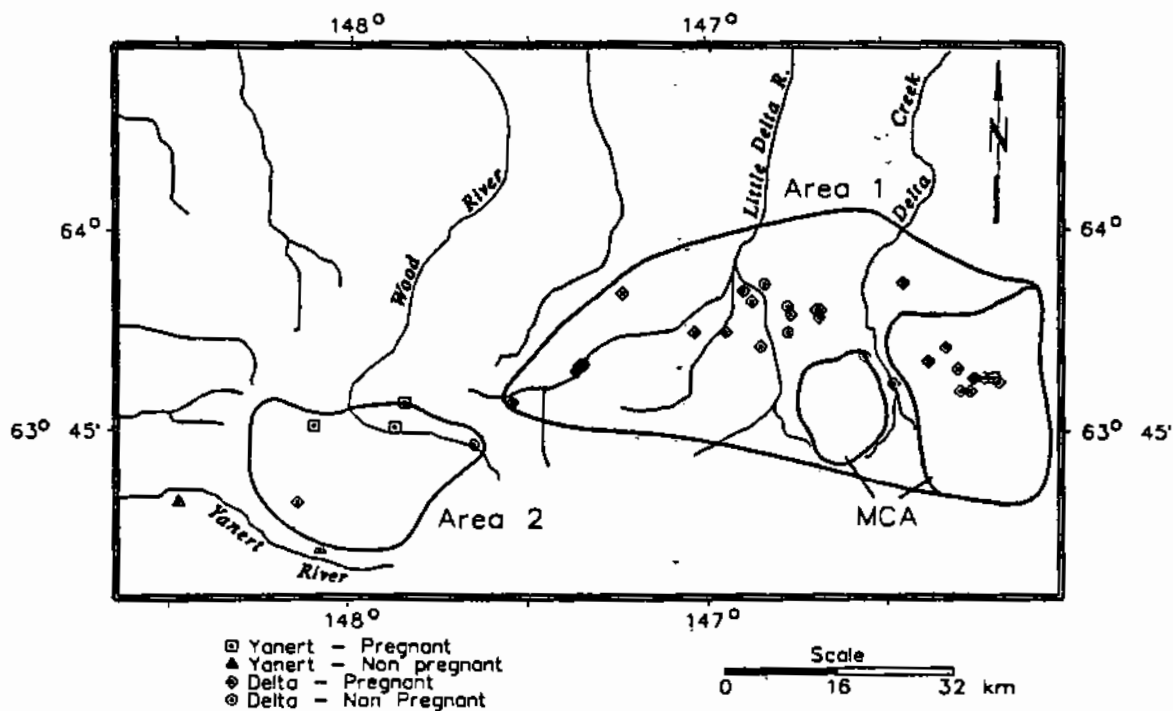 148° 147°
N
Creek
Little Delta R.
Area 1
River
Delta
64° 64°
Wood
63° 45' 63° 45'
Area 2
MCA
Yanert
River
148° 147°
Yanert – Pregnant
Yanert – Non pregnant
Delta – Pregnant
Delta – Non Pregnant
Scale
0 16 32 km